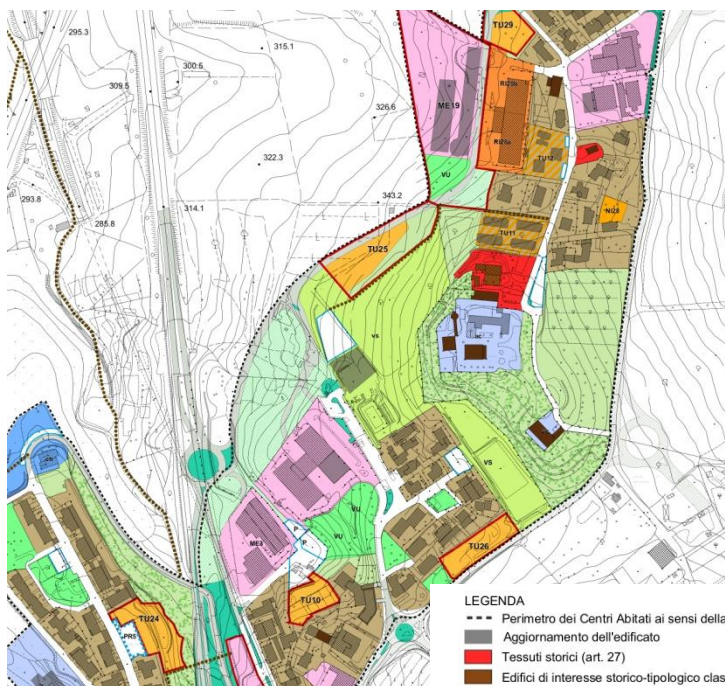 295.3
315.1
TU29
309.5
300.5
326.6
ME19
RI20b
RI20a
TU12
322.3
VU
293.8
343.2
NI28
285.8
314.1
TU11
TU25
vs
VS
VU
P
P
VU
ME3
TU26
TU10
TU24
PR5
LEGENDA
Perimetro dei Centri Abitati ai sensi della
Aggiornamento dell'edificato
Tessuti storici (art. 27)
Edifici di interesse storico-tipologico clas